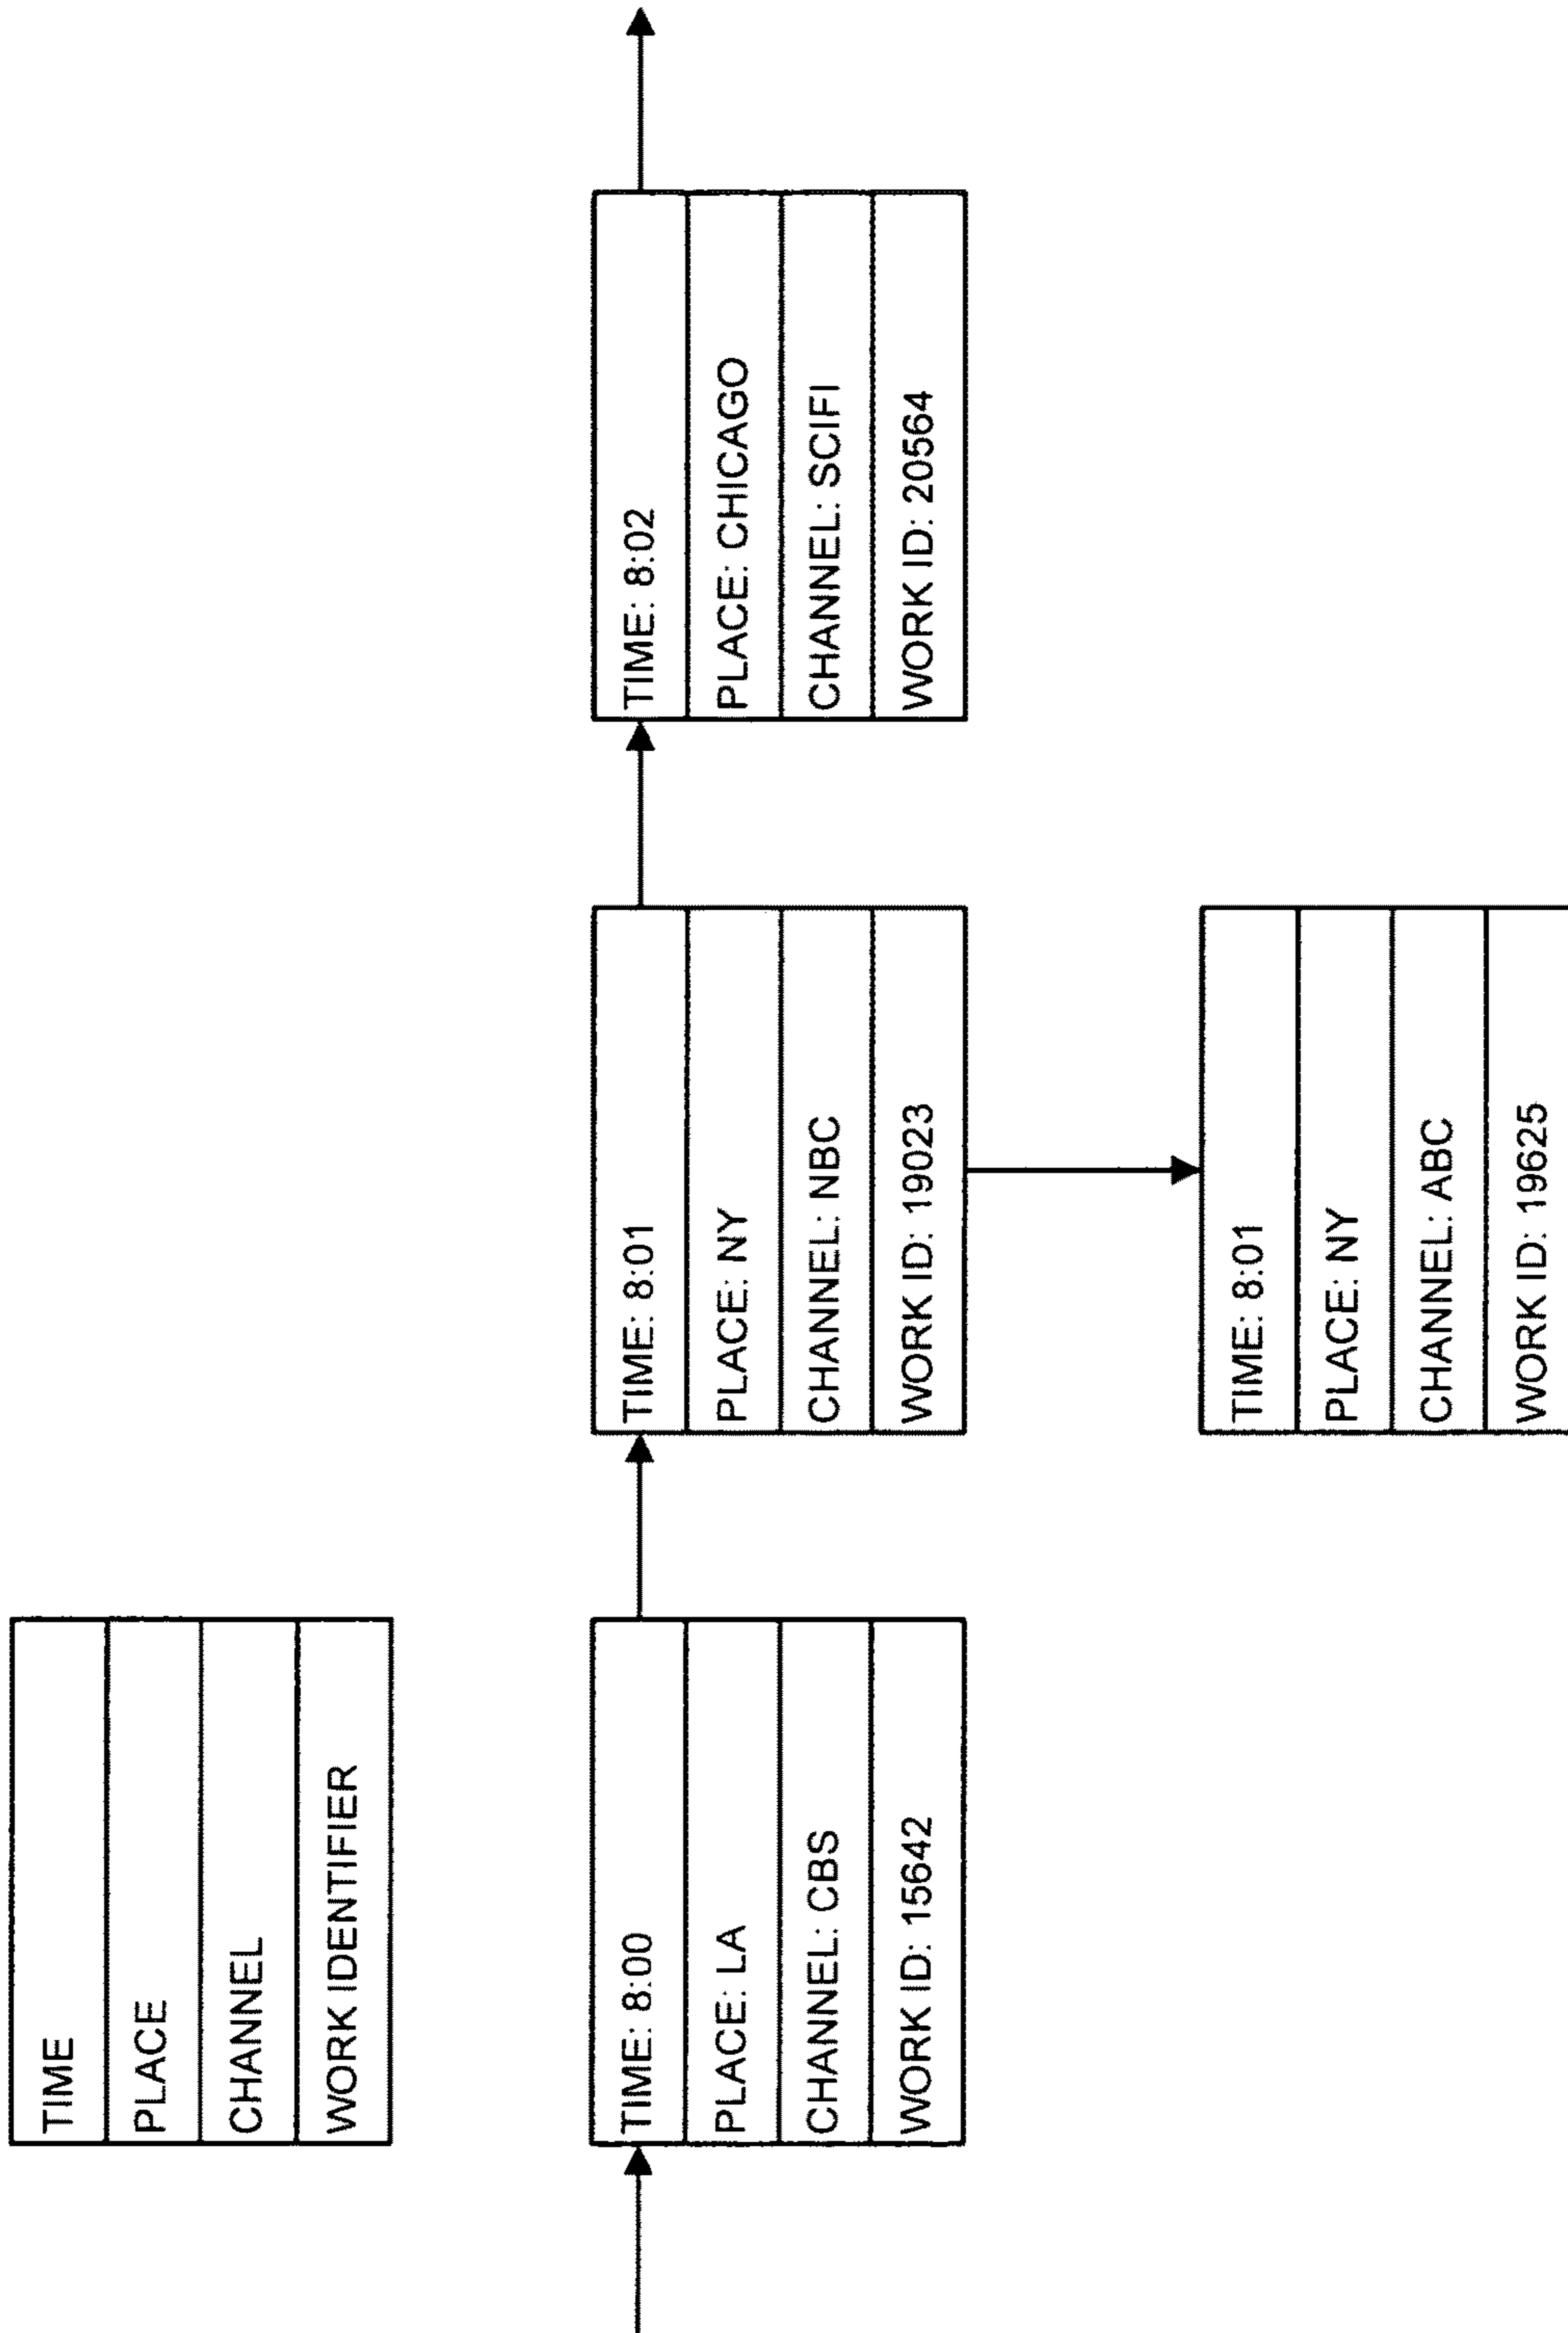 TIME
PLACE
CHANNEL
WORK IDENTIFIER
TIME: 8:00
PLACE: LA
CHANNEL: CBS
WORK ID: 15642
TIME: 8:01
PLACE: NY
CHANNEL: NBC
WORK ID: 19023
TIME: 8:02
PLACE: CHICAGO
CHANNEL: SCIFI
WORK ID: 20564
TIME: 8:01
PLACE: NY
CHANNEL: ABC
WORK ID: 19625